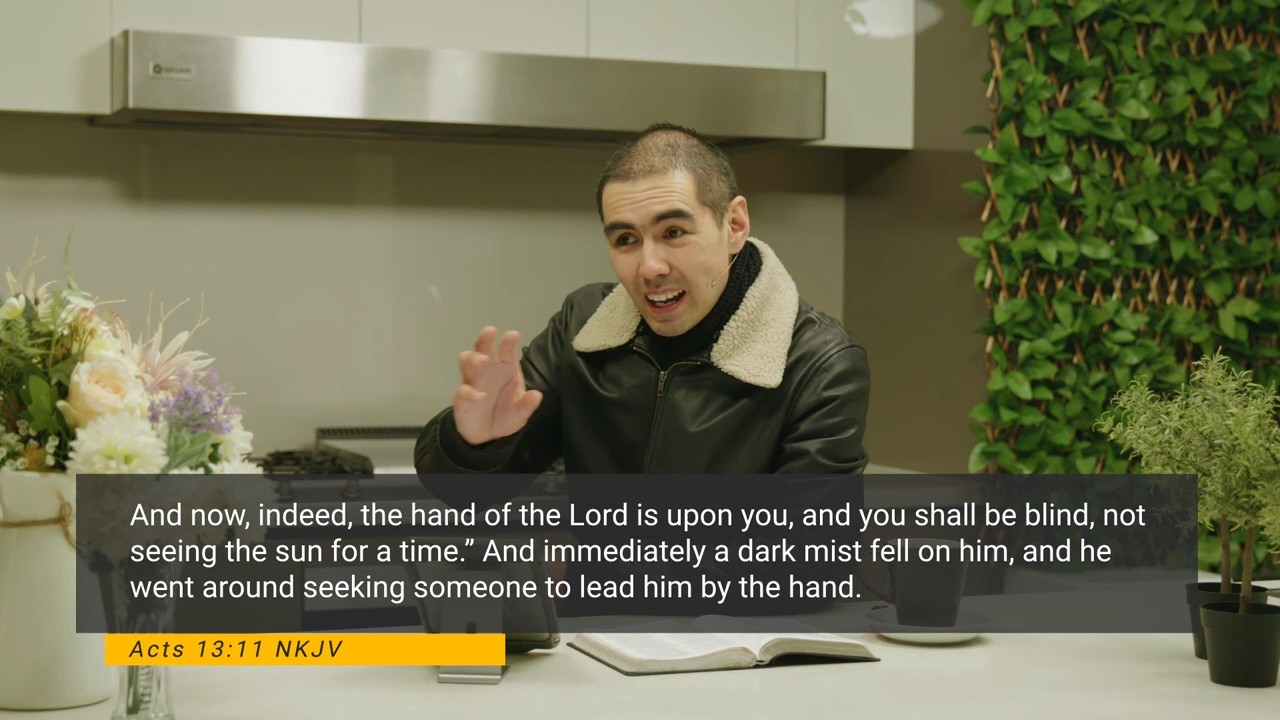 And now, indeed, the hand of the Lord is upon you, and you shall be blind, not
seeing the sun for a time.” And immediately a dark mist fell on him, and he
went around seeking someone to lead him by the hand.
Acts 13:11 NKJV